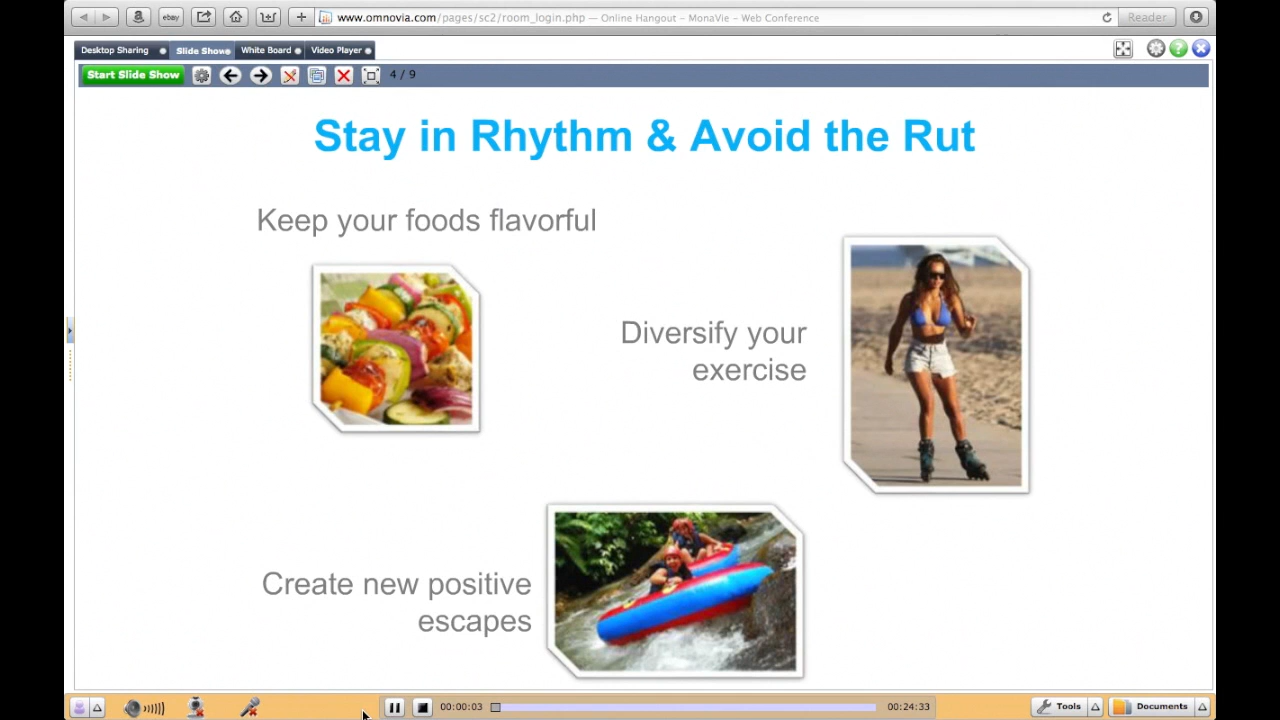 www.omnovia.com/pages/sc2/room_login.php — Online Hangout – MonaVie – Web Conference
Reader
ebay
Desktop Sharing
Slide Show
White Board
Video Player
Start Slide Show
4 / 9
Stay in Rhythm & Avoid the Rut
Keep your foods flavorful
Diversify your
exercise
Create new positive
escapes
00:00:03
00:24:33
Tools
Documents